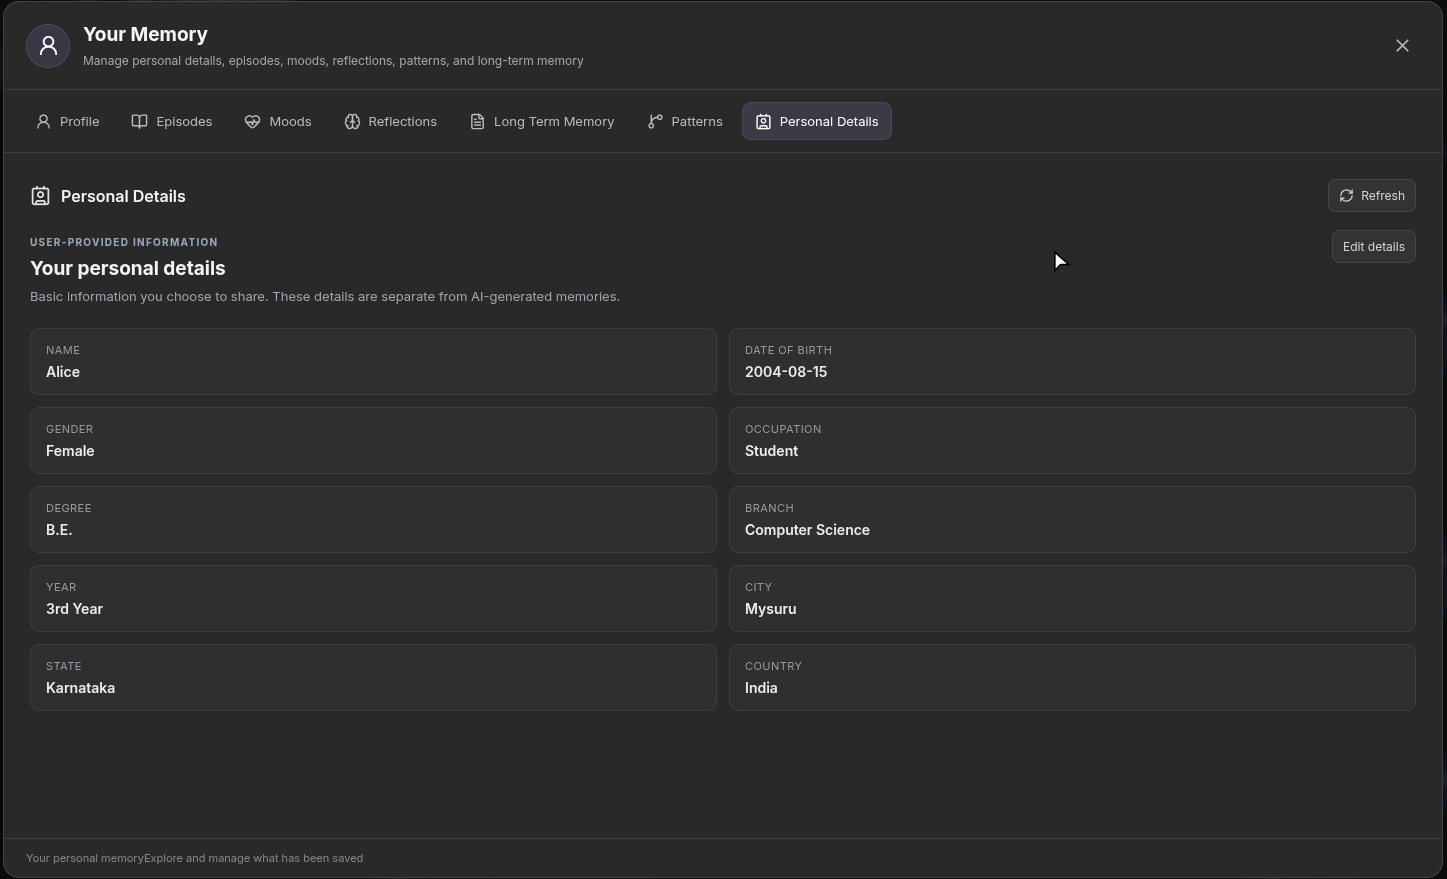 Your Memory
Manage personal details, episodes, moods, reflections, patterns, and long-term memory
Profile
Episodes
Moods
Reflections
Long Term Memory
Patterns
Personal Details
Personal Details
Refresh
USER-PROVIDED INFORMATION
Edit details
Your personal details
Basic information you choose to share. These details are separate from AI-generated memories.
NAME
Alice
DATE OF BIRTH
2004-08-15
GENDER
Female
OCCUPATION
Student
DEGREE
B.E.
BRANCH
Computer Science
YEAR
3rd Year
CITY
Mysuru
STATE
Karnataka
COUNTRY
India
Your personal memoryExplore and manage what has been saved